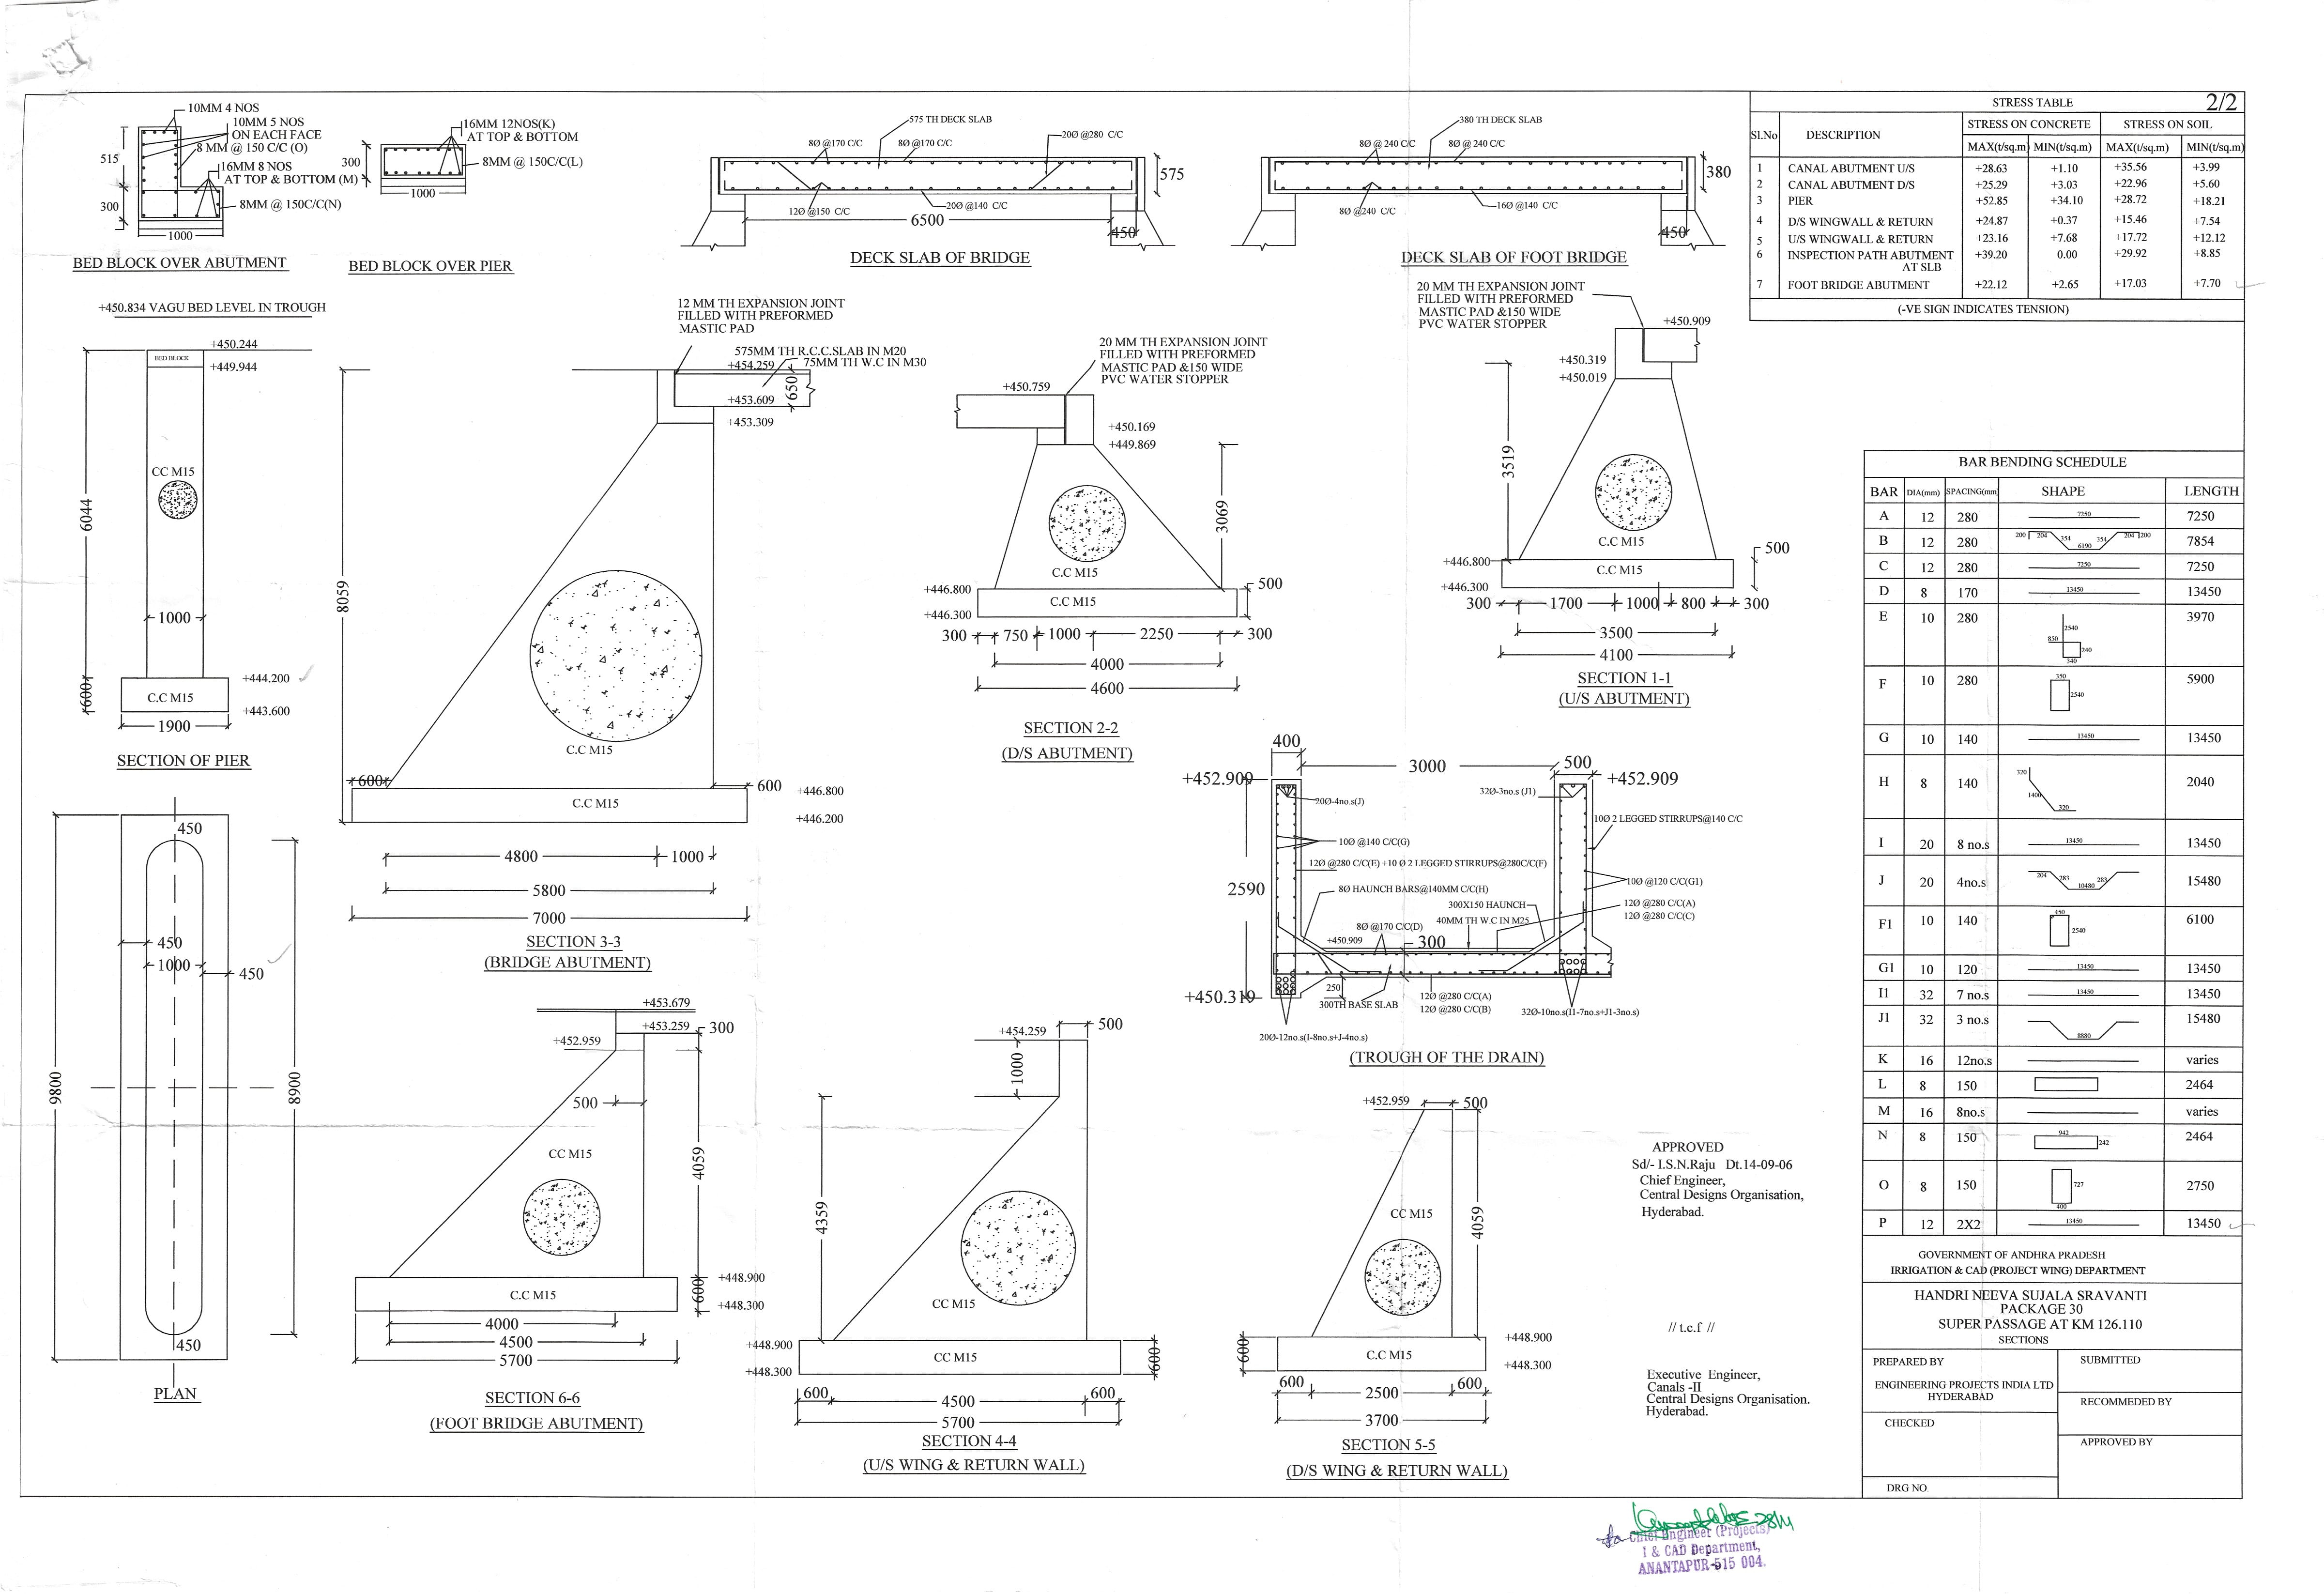 10MM 4 NOS
10MM 5 NOS
ON EACH FACE
8 MM @ 150 C/C (O)
16MM 8 NOS
AT TOP & BOTTOM (M)
8MM @ 150C/C(N)
515
300
1000
BED BLOCK OVER ABUTMENT
16MM 12NOS(K)
AT TOP & BOTTOM
8MM @ 150C/C(L)
300
1000
BED BLOCK OVER PIER
575 TH DECK SLAB
8Ø @170 C/C
8Ø @170 C/C
20Ø @280 C/C
575
12Ø @150 C/C
20Ø @140 C/C
6500
450
DECK SLAB OF BRIDGE
380 TH DECK SLAB
8Ø @ 240 C/C
8Ø @ 240 C/C
380
8Ø @240 C/C
16Ø @140 C/C
450
DECK SLAB OF FOOT BRIDGE
STRESS TABLE
2/2
Sl.No
DESCRIPTION
STRESS ON CONCRETE
STRESS ON SOIL
MAX(t/sq.m) MIN(t/sq.m) MAX(t/sq.m) MIN(t/sq.m)
1 CANAL ABUTMENT U/S +28.63 +1.10 +35.56 +3.99
2 CANAL ABUTMENT D/S +25.29 +3.03 +22.96 +5.60
3 PIER +52.85 +34.10 +28.72 +18.21
4 D/S WINGWALL & RETURN +24.87 +0.37 +15.46 +7.54
5 U/S WINGWALL & RETURN +23.16 +7.68 +17.72 +12.12
6 INSPECTION PATH ABUTMENT +39.20 0.00 +29.92 +8.85
AT SLB
7 FOOT BRIDGE ABUTMENT +22.12 +2.65 +17.03 +7.70
(-VE SIGN INDICATES TENSION)
+450.834 VAGU BED LEVEL IN TROUGH
+450.244
BED BLOCK
+449.944
CC M15
6044
1000
600
C.C M15
+444.200
+443.600
1900
SECTION OF PIER
12 MM TH EXPANSION JOINT
FILLED WITH PREFORMED
MASTIC PAD
575MM TH R.C.C.SLAB IN M20
+454.259 75MM TH W.C IN M30
650
+453.609
+453.309
8059
C.C M15
600
600
+446.800
C.C M15
+446.200
4800
1000
5800
7000
SECTION 3-3
(BRIDGE ABUTMENT)
20 MM TH EXPANSION JOINT
FILLED WITH PREFORMED
MASTIC PAD &150 WIDE
PVC WATER STOPPER
+450.759
+450.169
+449.869
3069
C.C M15
+446.800
500
C.C M15
+446.300
300 750 1000 2250 300
4000
4600
SECTION 2-2
(D/S ABUTMENT)
20 MM TH EXPANSION JOINT
FILLED WITH PREFORMED
MASTIC PAD &150 WIDE
PVC WATER STOPPER
+450.909
+450.319
+450.019
3519
C.C M15
500
+446.800
C.C M15
+446.300
300 1700 1000 800 300
3500
4100
SECTION 1-1
(U/S ABUTMENT)
BAR BENDING SCHEDULE
BAR DIA(mm) SPACING(mm) SHAPE LENGTH
A 12 280 7250 7250
B 12 280 200 204 354 6190 354 204 200 7854
C 12 280 7250 7250
D 8 170 13450 13450
E 10 280 2540 850 240 340 3970
F 10 280 350 2540 5900
G 10 140 13450 13450
H 8 140 320 1400 320 2040
I 20 8 no.s 13450 13450
J 20 4no.s 204 283 10480 283 15480
F1 10 140 450 2540 6100
G1 10 120 13450 13450
I1 32 7 no.s 13450 13450
J1 32 3 no.s 8880 15480
K 16 12no.s varies
L 8 150 2464
M 16 8no.s varies
N 8 150 942 242 2464
O 8 150 727 400 2750
P 12 2X2 13450 13450
400
3000
500
+452.909
+452.909
20Ø-4no.s(J)
32Ø-3no.s (J1)
10Ø 2 LEGGED STIRRUPS@140 C/C
10Ø @140 C/C(G)
12Ø @280 C/C(E) +10 Ø 2 LEGGED STIRRUPS@280C/C(F)
10Ø @120 C/C(G1)
2590
8Ø HAUNCH BARS@140MM C/C(H)
300X150 HAUNCH
12Ø @280 C/C(A)
12Ø @280 C/C(C)
40MM TH W.C IN M25
8Ø @170 C/C(D)
+450.909
300
+450.319
250
300TH BASE SLAB
12Ø @280 C/C(A)
12Ø @280 C/C(B)
32Ø-10no.s(I1-7no.s+J1-3no.s)
20Ø-12no.s(I-8no.s+J-4no.s)
(TROUGH OF THE DRAIN)
450
9800
450
1000
450
8900
450
PLAN
+453.679
+453.259
300
+452.959
500
4059
CC M15
C.C M15
+448.900
600
+448.300
4000
4500
5700
SECTION 6-6
(FOOT BRIDGE ABUTMENT)
+454.259
500
1000
4359
CC M15
+448.900
CC M15
600
+448.300
600 4500 600
5700
SECTION 4-4
(U/S WING & RETURN WALL)
+452.959
500
CC M15
4059
600
C.C M15
+448.900
+448.300
600 2500 600
3700
SECTION 5-5
(D/S WING & RETURN WALL)
APPROVED
Sd/- I.S.N.Raju Dt.14-09-06
Chief Engineer,
Central Designs Organisation,
Hyderabad.
// t.c.f //
Executive Engineer,
Canals -II
Central Designs Organisation.
Hyderabad.
GOVERNMENT OF ANDHRA PRADESH
IRRIGATION & CAD (PROJECT WING) DEPARTMENT
HANDRI NEEVA SUJALA SRAVANTI
PACKAGE 30
SUPER PASSAGE AT KM 126.110
SECTIONS
PREPARED BY
SUBMITTED
ENGINEERING PROJECTS INDIA LTD
HYDERABAD
RECOMMEDED BY
CHECKED
APPROVED BY
DRG NO.
Chief Engineer (Projects)
I & CAD Department,
ANANTAPUR-515 004.